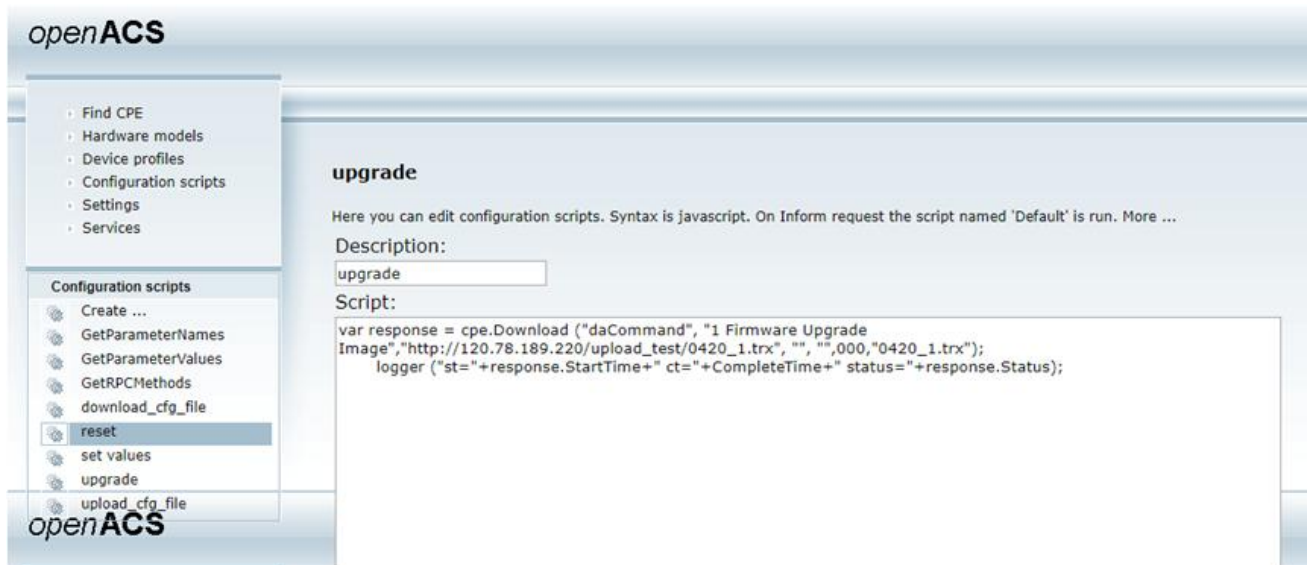 openACS
Find CPE
Hardware models
Device profiles
Configuration scripts
Settings
Services
Configuration scripts
Create ...
GetParameterNames
GetParameterValues
GetRPCMethods
download_cfg_file
reset
set values
upgrade
upload_cfg_file
openACS
upgrade
Here you can edit configuration scripts. Syntax is javascript. On Inform request the script named 'Default' is run. More ...
Description:
upgrade
Script:
var response = cpe.Download ("daCommand", "1 Firmware Upgrade
Image","http://120.78.189.220/upload_test/0420_1.trx", "", "",000,"0420_1.trx");
logger ("st="+response.StartTime+" ct="+CompleteTime+" status="+response.Status);